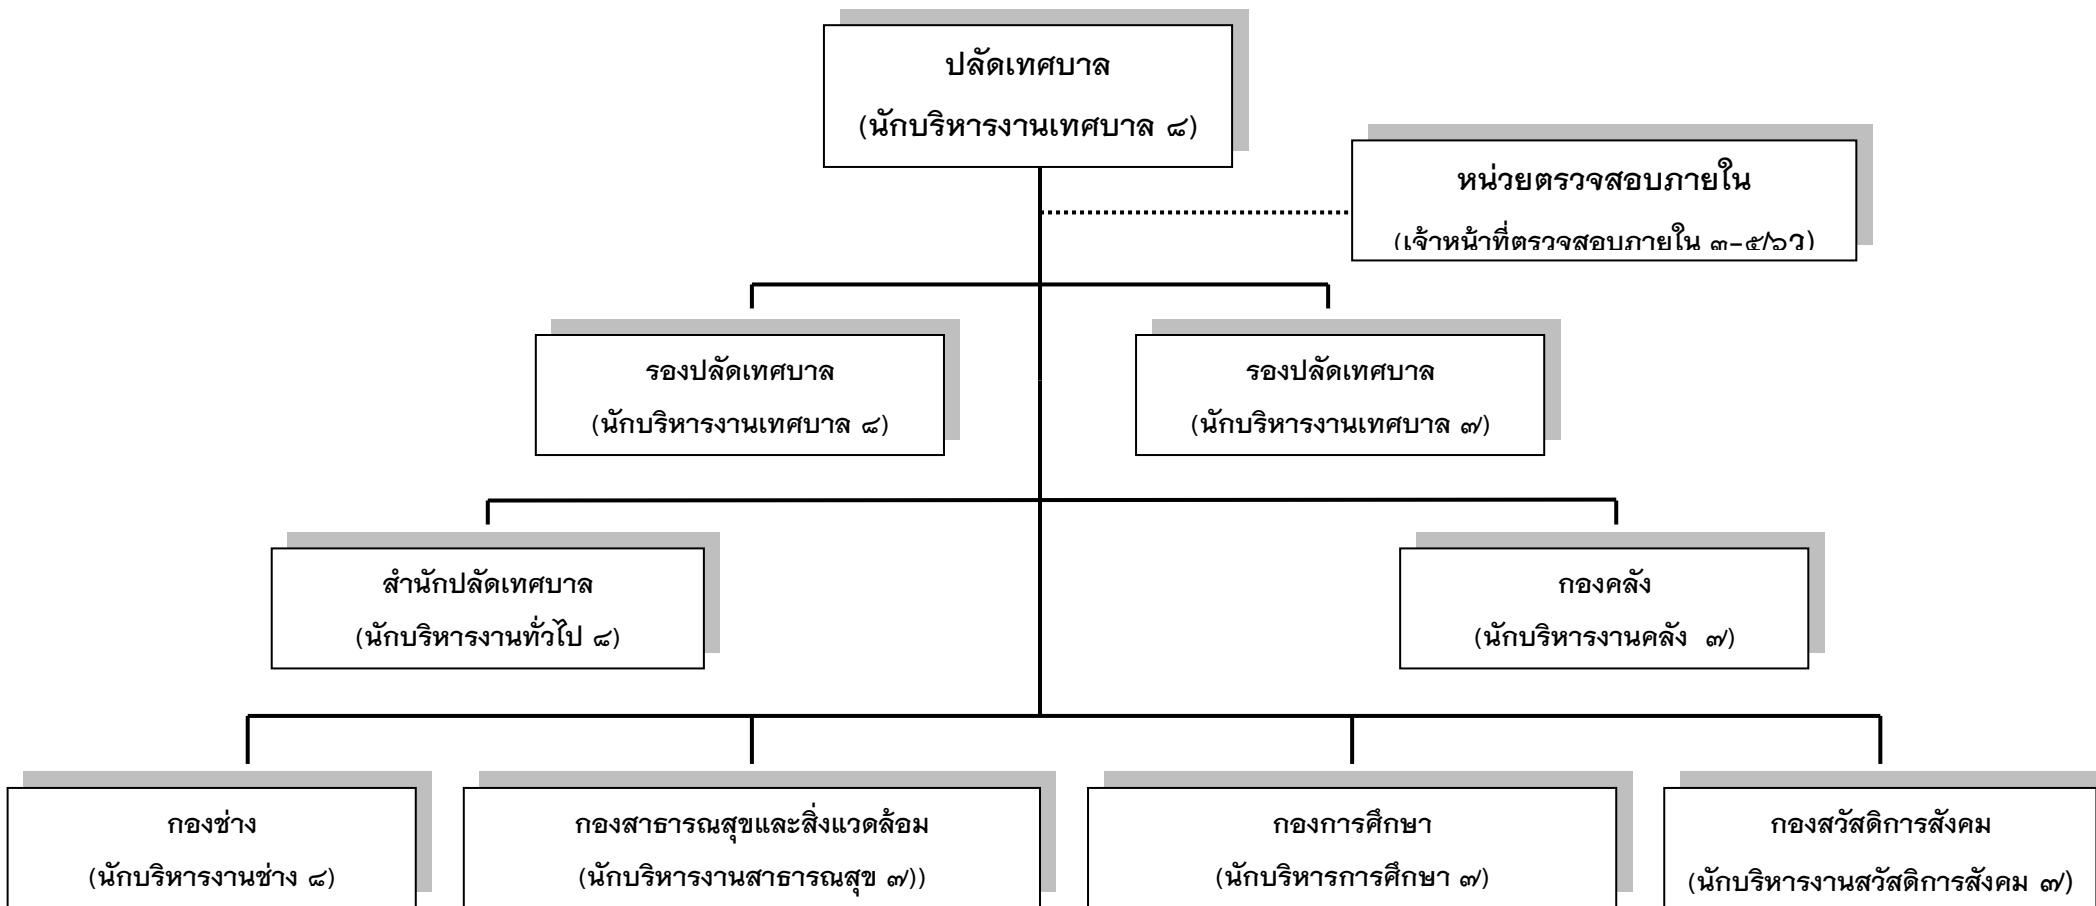 ปลัดเทศบาล
(นักบริหารงานเทศบาล ๘)
หน่วยตรวจสอบภายใน
(เจ้าหน้าที่ตรวจสอบภายใน ๓-๕/๖ว)
รองปลัดเทศบาล
(นักบริหารงานเทศบาล ๘)
รองปลัดเทศบาล
(นักบริหารงานเทศบาล ๗)
สำนักปลัดเทศบาล
(นักบริหารงานทั่วไป ๘)
กองคลัง
(นักบริหารงานคลัง ๗)
กองช่าง
(นักบริหารงานช่าง ๘)
กองสาธารณสุขและสิ่งแวดล้อม
(นักบริหารงานสาธารณสุข ๗))
กองการศึกษา
(นักบริหารการศึกษา ๗)
กองสวัสดิการสังคม
(นักบริหารงานสวัสดิการสังคม ๗)